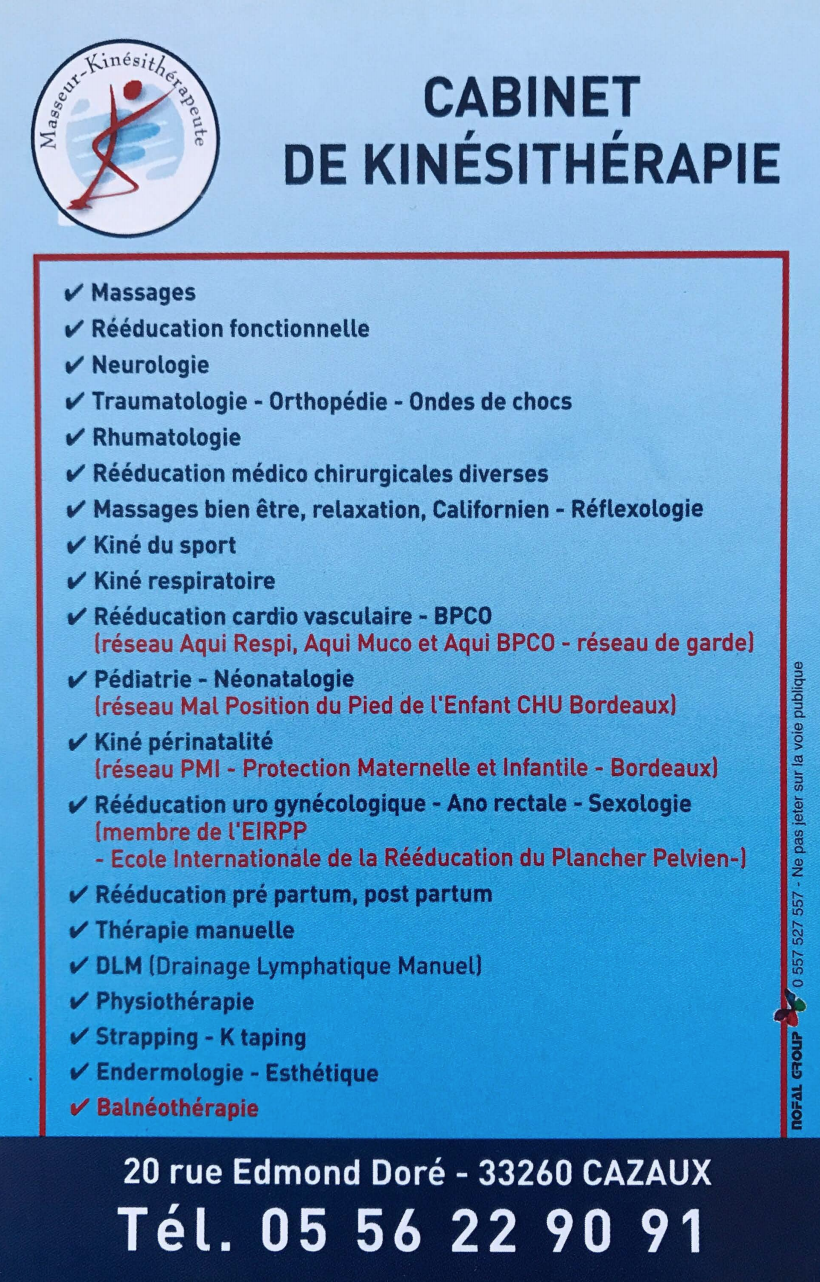 Masseur-Kinésithérapeute
CABINET
DE KINÉSITHÉRAPIE
✔ Massages
✔ Rééducation fonctionnelle
✔ Neurologie
✔ Traumatologie - Orthopédie - Ondes de chocs
✔ Rhumatologie
✔ Rééducation médico chirurgicales diverses
✔ Massages bien être, relaxation, Californien - Réflexologie
✔ Kiné du sport
✔ Kiné respiratoire
✔ Rééducation cardio vasculaire - BPCO
(réseau Aqui Respi, Aqui Muco et Aqui BPCO - réseau de garde)
✔ Pédiatrie - Néonatalogie
(réseau Mal Position du Pied de l'Enfant CHU Bordeaux)
✔ Kiné périnatalité
(réseau PMI - Protection Maternelle et Infantile - Bordeaux)
✔ Rééducation uro gynécologique - Ano rectale - Sexologie
(membre de l'EIRPP
- Ecole Internationale de la Rééducation du Plancher Pelvien-)
✔ Rééducation pré partum, post partum
✔ Thérapie manuelle
✔ DLM (Drainage Lymphatique Manuel)
✔ Physiothérapie
✔ Strapping - K taping
✔ Endermologie - Esthétique
✔ Balnéothérapie
NOFAL GROUP 0 557 527 557 - Ne pas jeter sur la voie publique
20 rue Edmond Doré - 33260 CAZAUX
Tél. 05 56 22 90 91